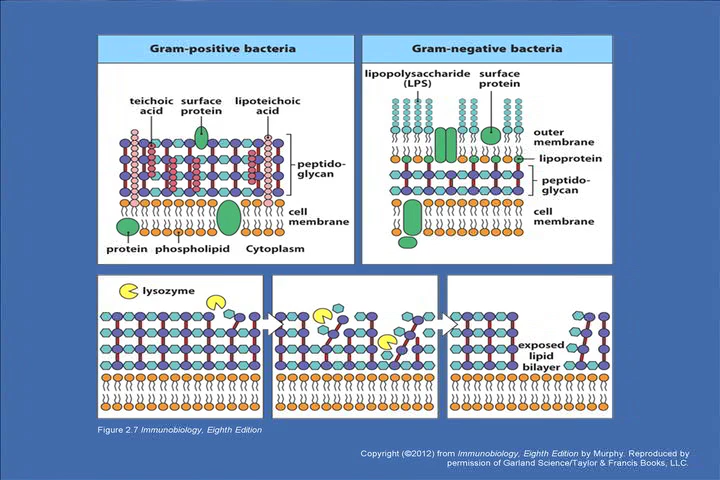 Gram-positive bacteria
teichoic
acid
surface
protein
lipoteichoic
acid
peptido-
glycan
cell
membrane
protein
phospholipid
Cytoplasm
Gram-negative bacteria
lipopolysaccharide
(LPS)
surface
protein
outer
membrane
lipoprotein
peptido-
glycan
cell
membrane
lysozyme
exposed
lipid
bilayer
Figure 2.7 Immunobiology, Eighth Edition
Copyright (©2012) from Immunobiology, Eighth Edition by Murphy. Reproduced by
permission of Garland Science/Taylor & Francis Books, LLC.